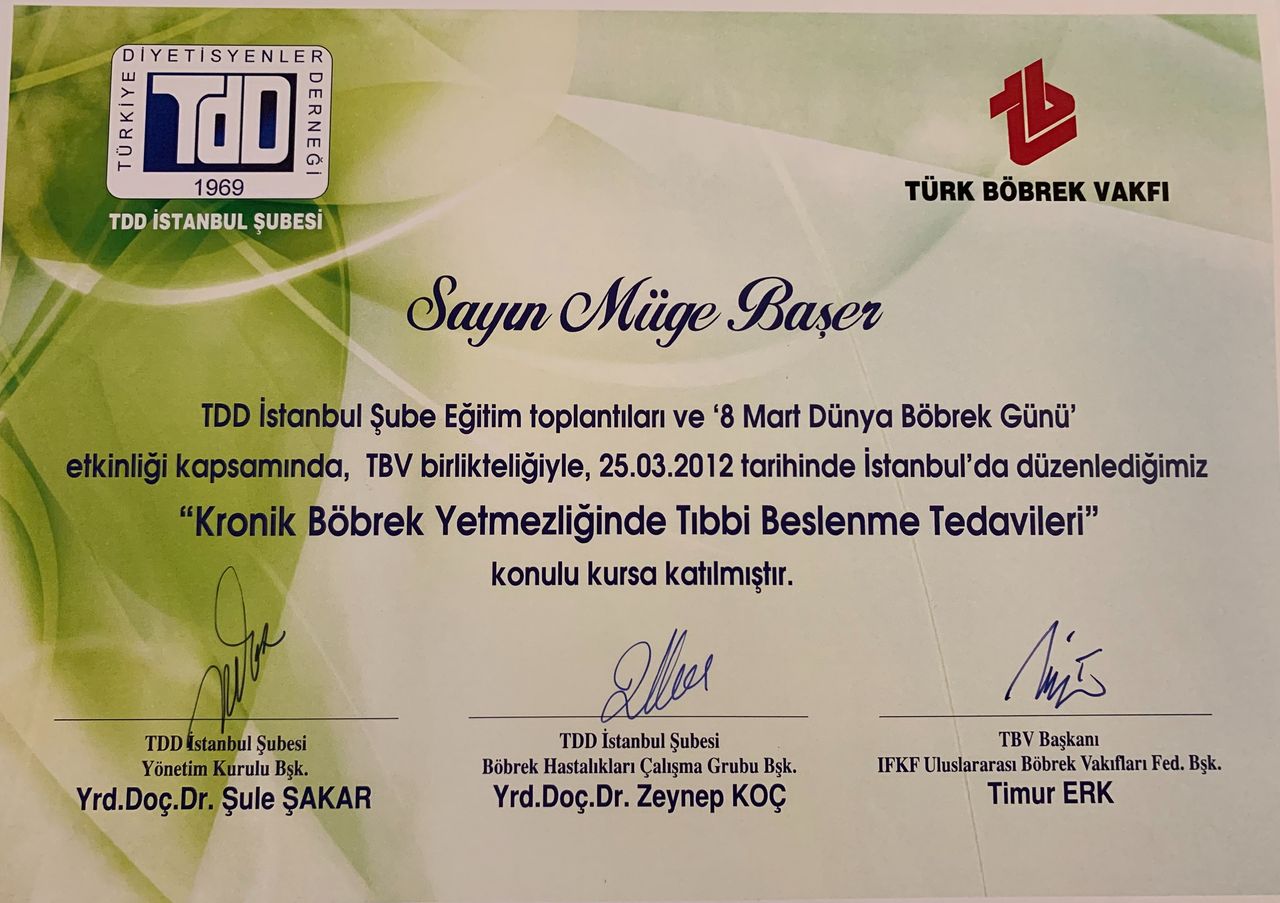 TÜRKİYE DİYETİSYENLER DERNEĞİ
TDD
1969
TDD İSTANBUL ŞUBESİ
tb
TÜRK BÖBREK VAKFI
Sayın Müge Başer
TDD İstanbul Şube Eğitim toplantıları ve ‘8 Mart Dünya Böbrek Günü’
etkinliği kapsamında, TBV birlikteliğiyle, 25.03.2012 tarihinde İstanbul’da düzenlediğimiz
“Kronik Böbrek Yetmezliğinde Tıbbi Beslenme Tedavileri”
konulu kursa katılmıştır.
TDD İstanbul Şubesi
Yönetim Kurulu Bşk.
Yrd.Doç.Dr. Şule ŞAKAR
TDD İstanbul Şubesi
Böbrek Hastalıkları Çalışma Grubu Bşk.
Yrd.Doç.Dr. Zeynep KOÇ
TBV Başkanı
IFKF Uluslararası Böbrek Vakıfları Fed. Bşk.
Timur ERK